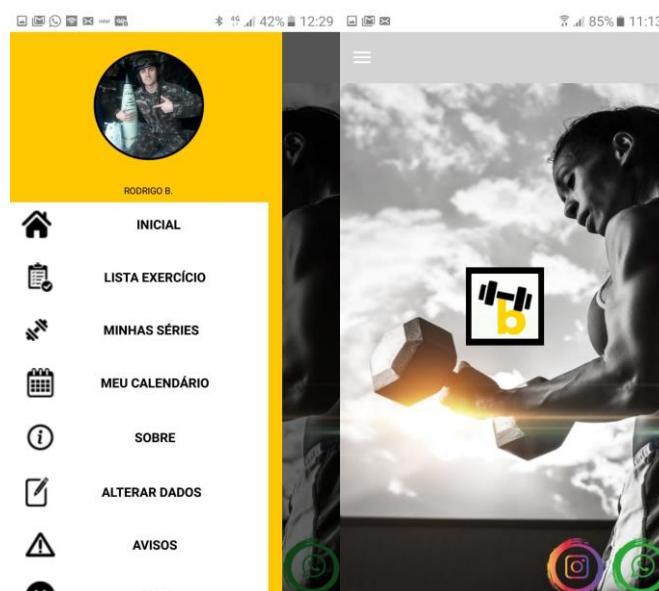 42% 12:29
RODRIGO B.
INICIAL
LISTA EXERCÍCIO
MINHAS SÉRIES
MEU CALENDÁRIO
SOBRE
ALTERAR DADOS
AVISOS
85% 11:13
b